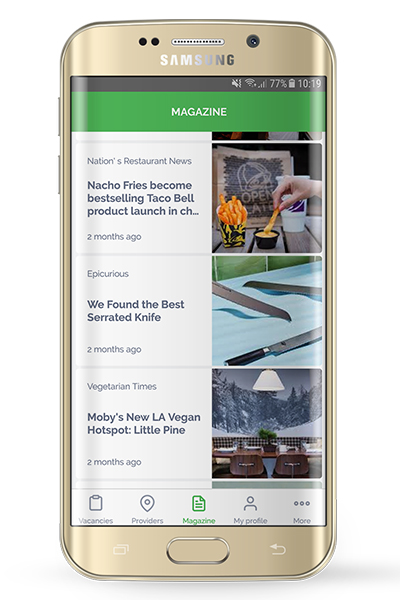 SAMSUNG
77% 10:19
MAGAZINE
Nation' s Restaurant News
Nacho Fries become
bestselling Taco Bell
product launch in ch...
2 months ago
OPEN
Epicurious
We Found the Best
Serrated Knife
2 months ago
Vegetarian Times
Moby's New LA Vegan
Hotspot: Little Pine
2 months ago
Vacancies Providers Magazine My profile More